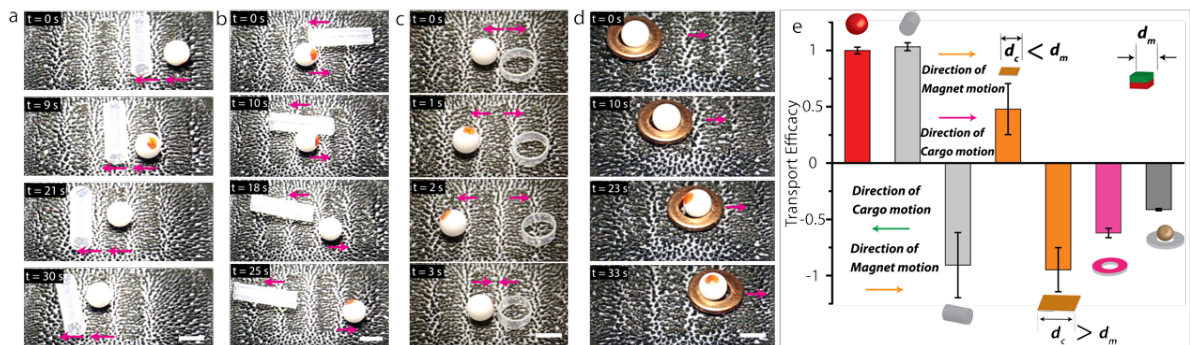 a
t = 0 s
t = 9 s
t = 21 s
t = 30 s
b
t = 0 s
t = 10 s
t = 18 s
t = 25 s
c
t = 0 s
t = 1 s
t = 2 s
t = 3 s
d
t = 0 s
t = 10 s
t = 23 s
t = 33 s
e
Transport Efficacy
1
0.5
0
-0.5
-1
Direction of
Magnet motion
Direction of
Cargo motion
Direction of
Cargo motion
Direction of
Magnet motion
d_c < d_m
d_m
d_c > d_m